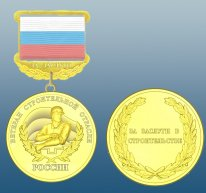 ВЕТЕРАН СТРОИТЕЛЬНОЙ ОТРАСЛИ
РОССИИ
ЗА ЗАСЛУГИ В
СТРОИТЕЛЬСТВЕ